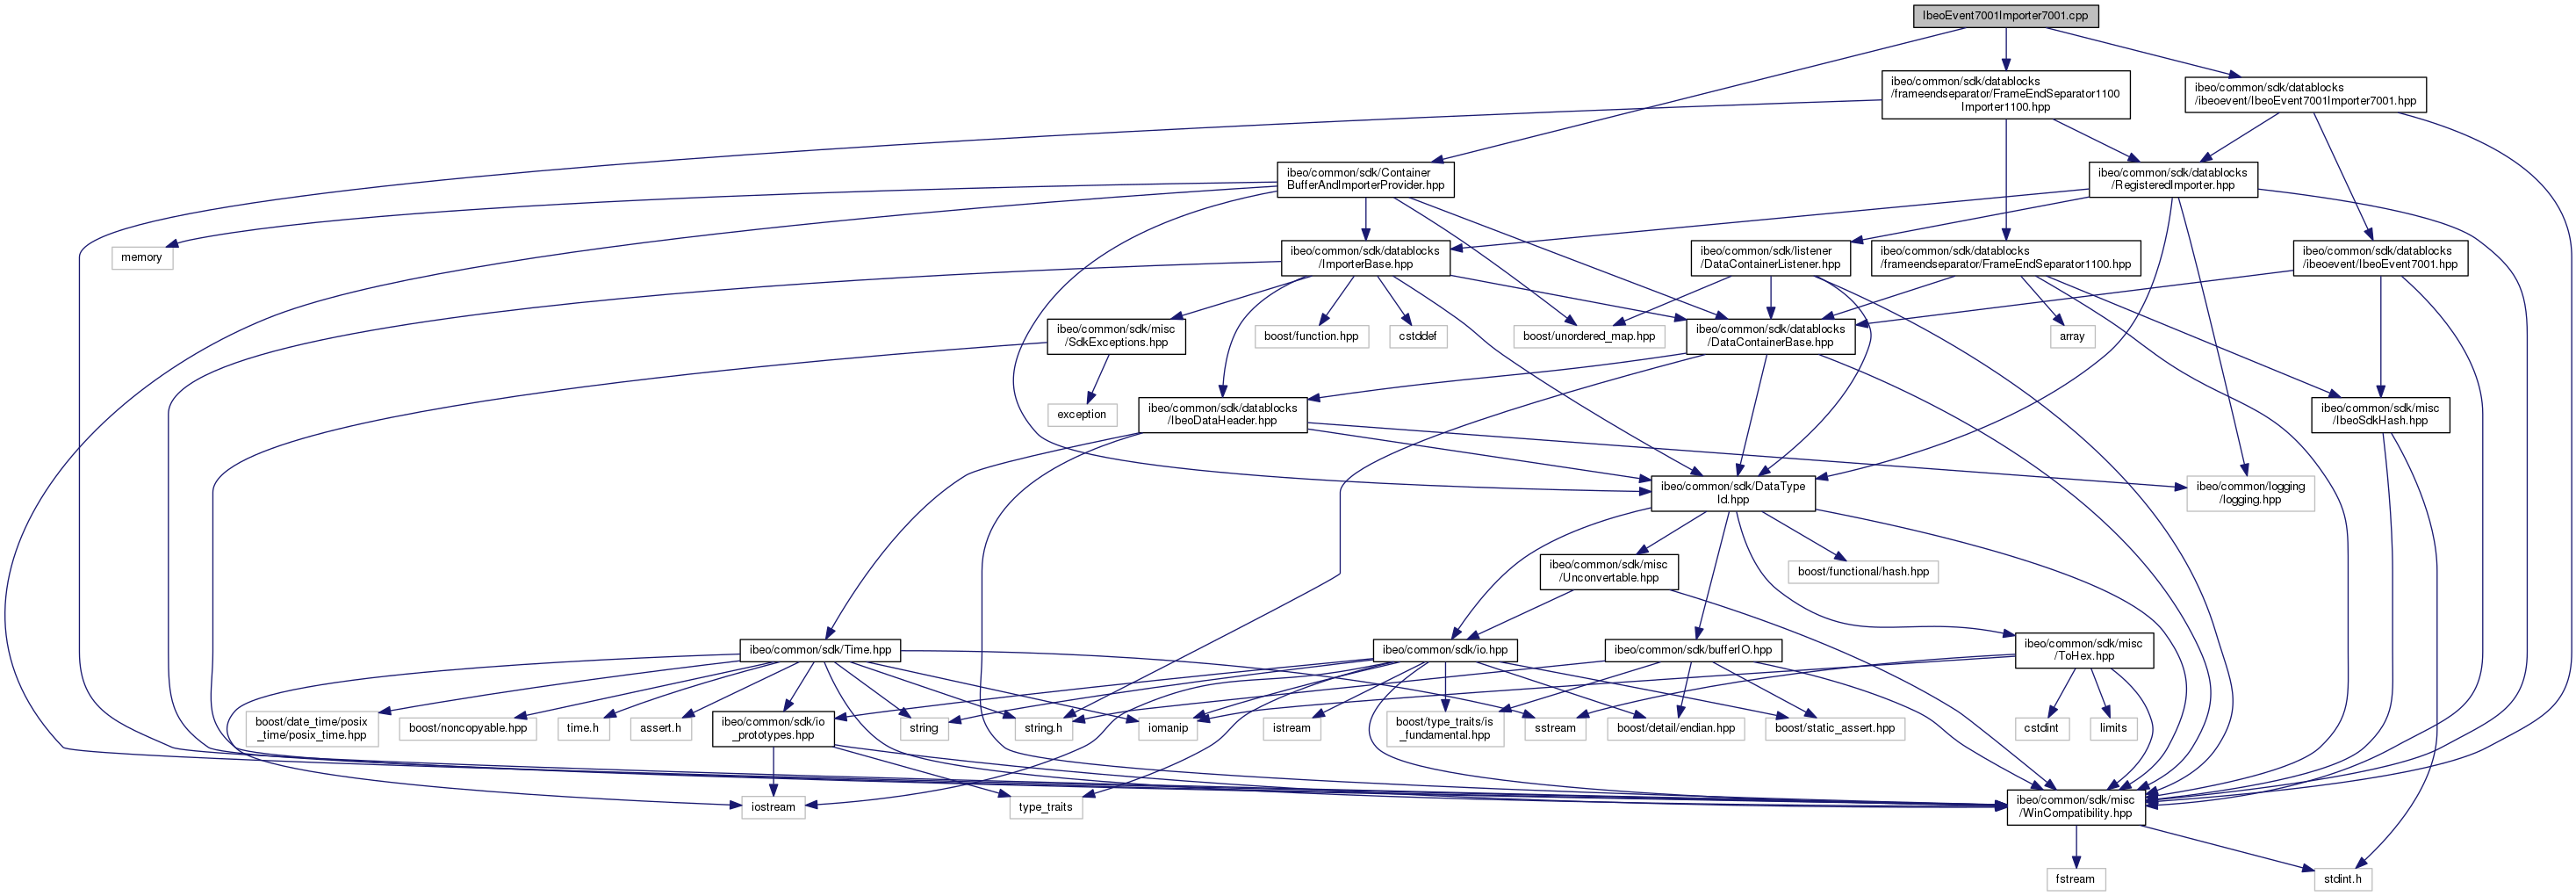 IbeoEvent7001Importer7001.cpp
ibeo/common/sdk/datablocks
/frameendseparator/FrameEndSeparator1100
Importer1100.hpp
ibeo/common/sdk/datablocks
/ibeoevent/IbeoEvent7001Importer7001.hpp
ibeo/common/sdk/Container
BufferAndImporterProvider.hpp
ibeo/common/sdk/datablocks
/RegisteredImporter.hpp
memory
ibeo/common/sdk/datablocks
/ImporterBase.hpp
ibeo/common/sdk/listener
/DataContainerListener.hpp
ibeo/common/sdk/datablocks
/frameendseparator/FrameEndSeparator1100.hpp
ibeo/common/sdk/datablocks
/ibeoevent/IbeoEvent7001.hpp
ibeo/common/sdk/misc
/SdkExceptions.hpp
boost/function.hpp
cstddef
boost/unordered_map.hpp
ibeo/common/sdk/datablocks
/DataContainerBase.hpp
array
exception
ibeo/common/sdk/datablocks
/IbeoDataHeader.hpp
ibeo/common/sdk/misc
/IbeoSdkHash.hpp
ibeo/common/sdk/DataType
Id.hpp
ibeo/common/logging
/logging.hpp
ibeo/common/sdk/misc
/Unconvertable.hpp
boost/functional/hash.hpp
ibeo/common/sdk/Time.hpp
ibeo/common/sdk/io.hpp
ibeo/common/sdk/bufferIO.hpp
ibeo/common/sdk/misc
/ToHex.hpp
boost/date_time/posix
_time/posix_time.hpp
boost/noncopyable.hpp
time.h
assert.h
ibeo/common/sdk/io
_prototypes.hpp
string
string.h
iomanip
istream
boost/type_traits/is
_fundamental.hpp
sstream
boost/detail/endian.hpp
boost/static_assert.hpp
cstdint
limits
iostream
type_traits
ibeo/common/sdk/misc
/WinCompatibility.hpp
fstream
stdint.h